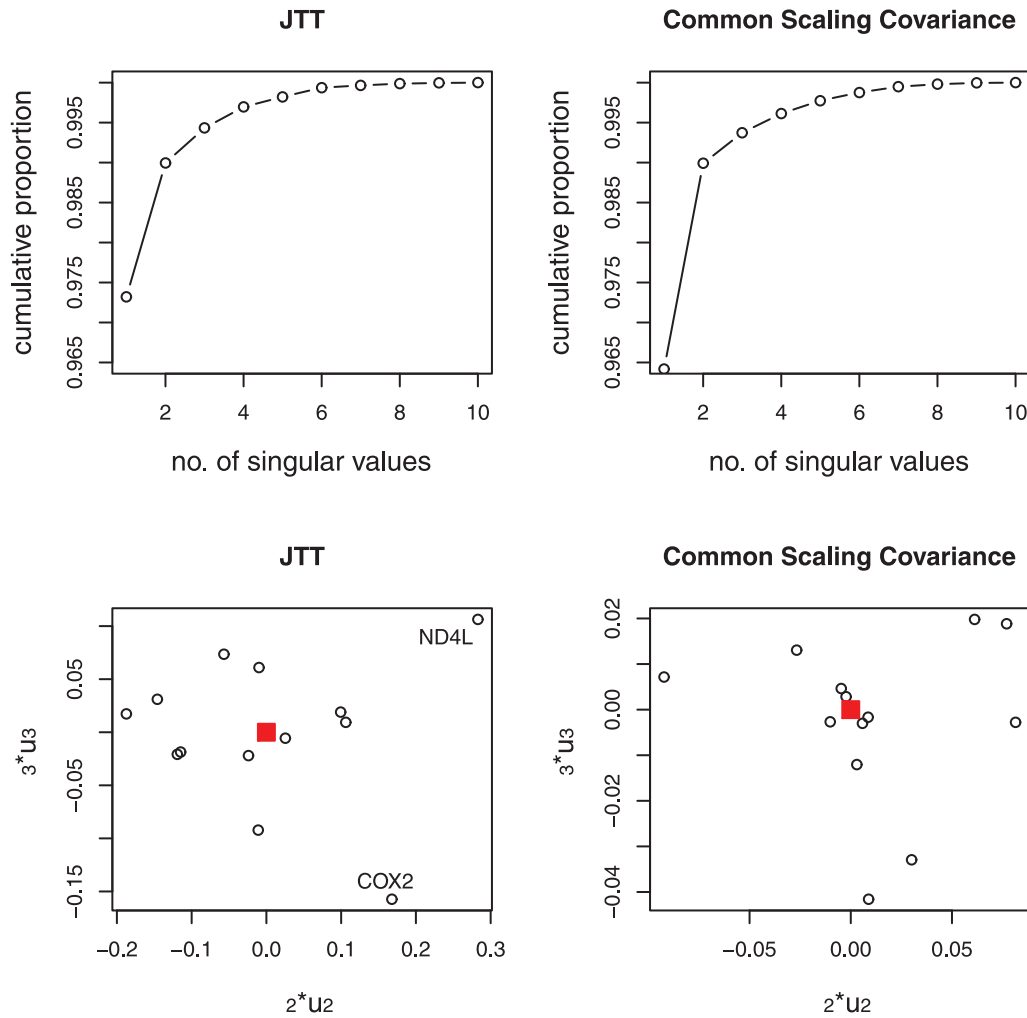 JTT
Common Scaling Covariance
cumulative proportion
0.965 0.975 0.985 0.995
2 4 6 8 10
no. of singular values
cumulative proportion
0.965 0.975 0.985 0.995
2 4 6 8 10
no. of singular values
JTT
Common Scaling Covariance
3*u3
−0.15 −0.05 0.05
ND4L
COX2
−0.2 −0.1 0.0 0.1 0.2 0.3
2*u2
3*u3
−0.04 −0.02 0.00 0.02
−0.05 0.00 0.05
2*u2